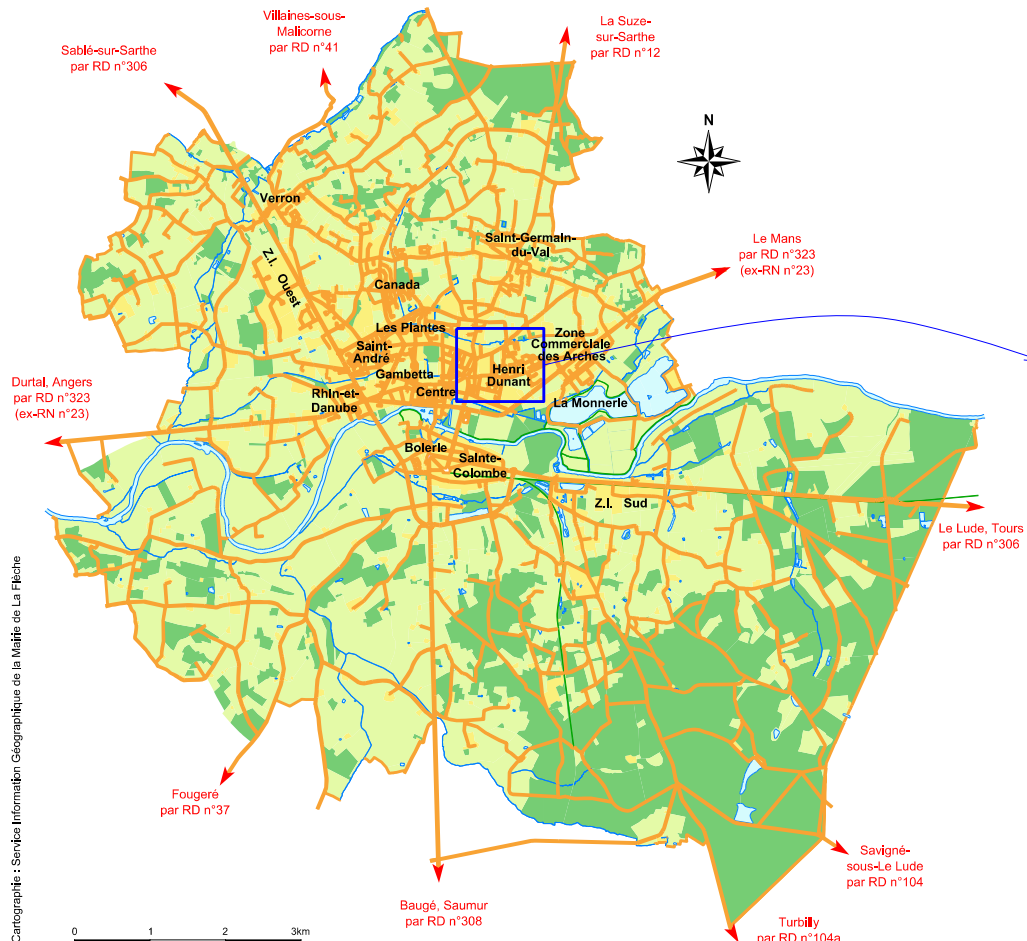 Villaines-sous-
Malicorne
par RD n°41
La Suze-
sur-Sarthe
par RD n°12
Sablé-sur-Sarthe
par RD n°306
N
Verron
Saint-Germain-
du-Val
Le Mans
par RD n°323
(ex-RN n°23)
Z.I. Ouest
Canada
Les Plantes
Zone
Commerciale
des Arches
Saint-
André
Gambetta
Henri
Dunant
Durtal, Angers
par RD n°323
(ex-RN n°23)
Rhin-et-
Danube
Centre
La Monnerie
Boierie
Sainte-
Colombe
Z.I. Sud
Le Lude, Tours
par RD n°306
Fougeré
par RD n°37
Savigné-
sous-Le Lude
par RD n°104
Baugé, Saumur
par RD n°308
Turbilly
par RD n°104a
0 1 2 3km
Cartographie : Service Information Géographique de la Mairie de La Flèche